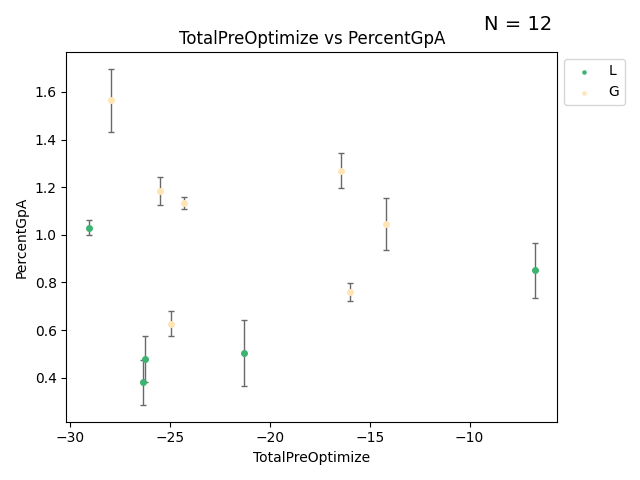 N = 12
TotalPreOptimize vs PercentGpA
L
G
1.6
1.4
1.2
1.0
0.8
0.6
0.4
PercentGpA
−30
−25
−20
−15
−10
TotalPreOptimize